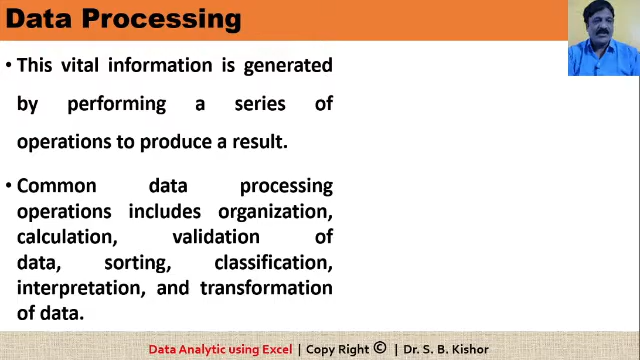 Data Processing
• This vital information is generated
by performing a series of
operations to produce a result.
• Common data processing
operations includes organization,
calculation, validation of
data, sorting, classification,
interpretation, and transformation
of data.
Data Analytic using Excel | Copy Right © | Dr. S. B. Kishor